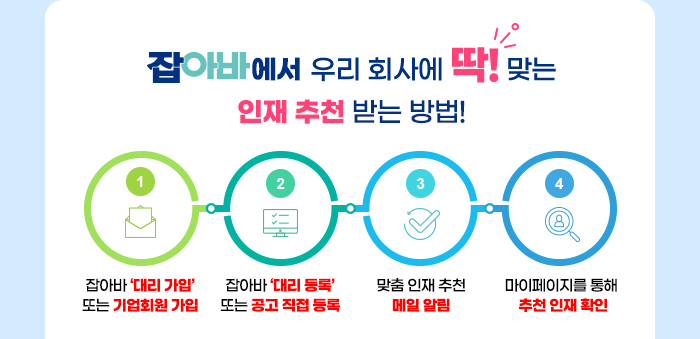 잡아바에서 우리 회사에 딱! 맞는
인재 추천 받는 방법!
1
2
3
4
잡아바 ‘대리 가입’
또는 기업회원 가입
잡아바 ‘대리 등록’
또는 공고 직접 등록
맞춤 인재 추천
메일 알림
마이페이지를 통해
추천 인재 확인